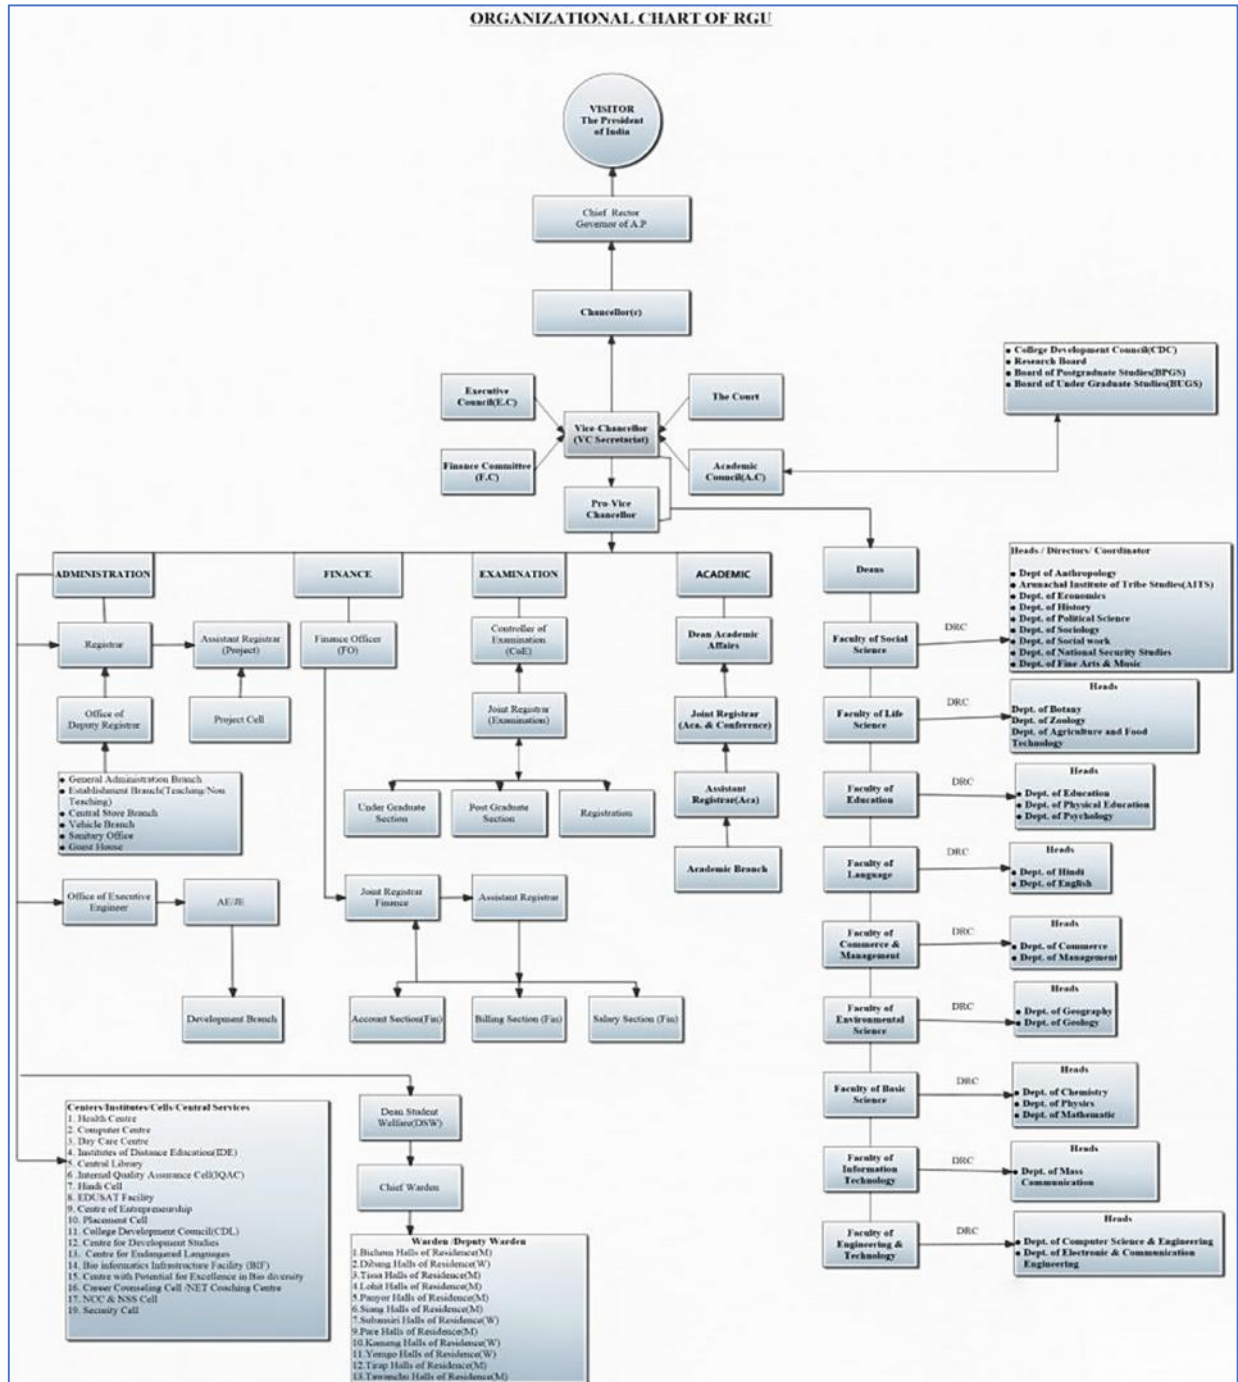 ORGANIZATIONAL CHART OF RGU
VISITOR
The President
of India
Chief Rector
Governor of A.P
Chancellor(c)
● College Development Council(CDC)
● Research Board
● Board of Postgraduate Studies(BPGS)
● Board of Under Graduate Studies(BUGS)
Executive
Council(E.C)
The Court
Vice-Chancellor
(VC Secretariat)
Finance Committee
(F.C)
Academic
Council(A.C)
Pro-Vice
Chancellor
ADMINISTRATION
FINANCE
EXAMINATION
ACADEMIC
Deans
Registrar
Assistant Registrar
(Project)
Office of
Deputy Registrar
Project Cell
● General Administration Branch
● Establishment Branch(Teaching/Non
Teaching)
● Central Store Branch
● Vehicle Branch
● Sanitary Office
● Guest House
Office of Executive
Engineer
AE/JE
Development Branch
Finance Officer
(FO)
Joint Registrar
Finance
Assistant Registrar
Account Section(Fin)
Billing Section (Fin)
Salary Section (Fin)
Controller of
Examination
(CoE)
Joint Registrar
(Examination)
Under Graduate
Section
Post Graduate
Section
Registration
Dean Academic
Affairs
Joint Registrar
(Aca. & Conference)
Assistant
Registrar(Aca)
Academic Branch
Faculty of Social
Science
DRC
Heads / Directors/ Coordinator
● Dept of Anthropology
● Arunachal Institute of Tribe Studies(AITS)
● Dept. of Economics
● Dept. of History
● Dept. of Political Science
● Dept. of Sociology
● Dept. of Social work
● Dept. of National Security Studies
● Dept. of Fine Arts & Music
Faculty of Life
Science
DRC
Heads
Dept. of Botany
Dept. of Zoology
Dept. of Agriculture and Food
Technology
Faculty of
Education
DRC
Heads
● Dept. of Education
● Dept. of Physical Education
● Dept. of Psychology
Faculty of
Language
DRC
Heads
● Dept. of Hindi
● Dept. of English
Faculty of
Commerce &
Management
DRC
Heads
● Dept. of Commerce
● Dept. of Management
Faculty of
Environmental
Science
DRC
Heads
● Dept. of Geography
● Dept. of Geology
Faculty of Basic
Science
DRC
Heads
● Dept. of Chemistry
● Dept. of Physics
● Dept. of Mathematic
Faculty of
Information
Technology
DRC
Heads
● Dept. of Mass
Communication
Faculty of
Engineering &
Technology
DRC
Heads
● Dept. of Computer Science & Engineering
● Dept. of Electronic & Communication
Engineering
Centers/Institutes/Cells/Central Services
1. Health Centre
2. Computer Centre
3. Day Care Centre
4. Institutes of Distance Education(IDE)
5. Central Library
6. Internal Quality Assurance Cell(IQAC)
7. Hindi Cell
8. EDUSAT Facility
9. Centre of Entrepreneurship
10. Placement Cell
11. College Development Council(CDL)
12. Centre for Development Studies
13. Centre for Endangered Languages
14. Bio informatics Infrastructure Facility (BIF)
15. Centre with Potential for Excellence in Bio diversity
16. Career Counseling Cell /NET Coaching Centre
17. NCC & NSS Cell
19. Security Cell
Dean Student
Welfare(DSW)
Chief Warden
Warden /Deputy Warden
1.Bichom Halls of Residence(M)
2.Dibang Halls of Residence(W)
3.Tissa Halls of Residence(M)
4.Lohit Halls of Residence(M)
5.Panyor Halls of Residence(M)
6.Siang Halls of Residence(M)
7.Subansiri Halls of Residence(W)
9.Pare Halls of Residence(M)
10.Kameng Halls of Residence(W)
11.Yomgo Halls of Residence(W)
12.Tirap Halls of Residence(M)
13. Halls of Residence(M)